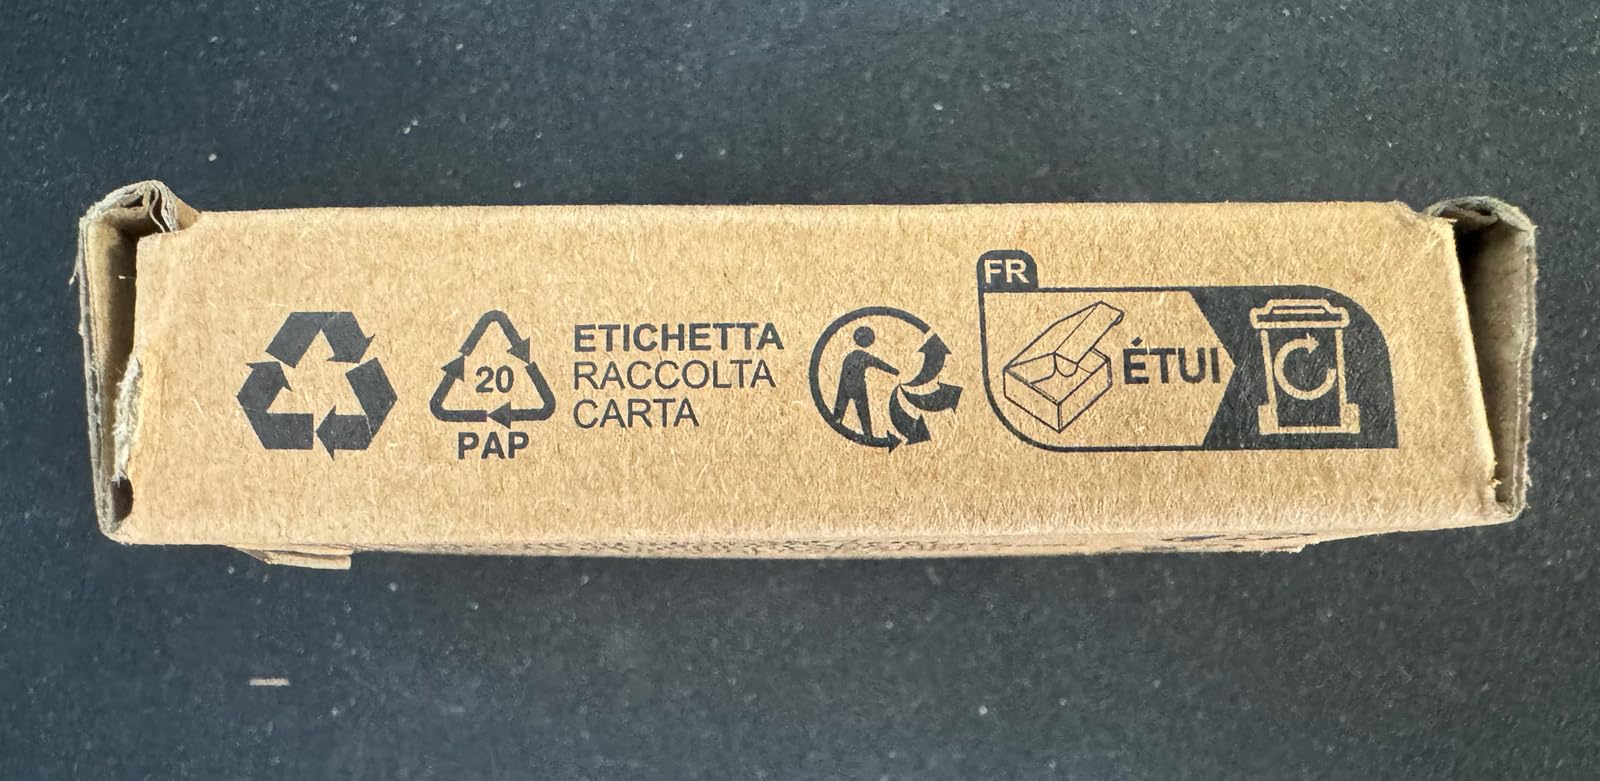 20
PAP
ETICHETTA
RACCOLTA
CARTA
FR
ÉTUI